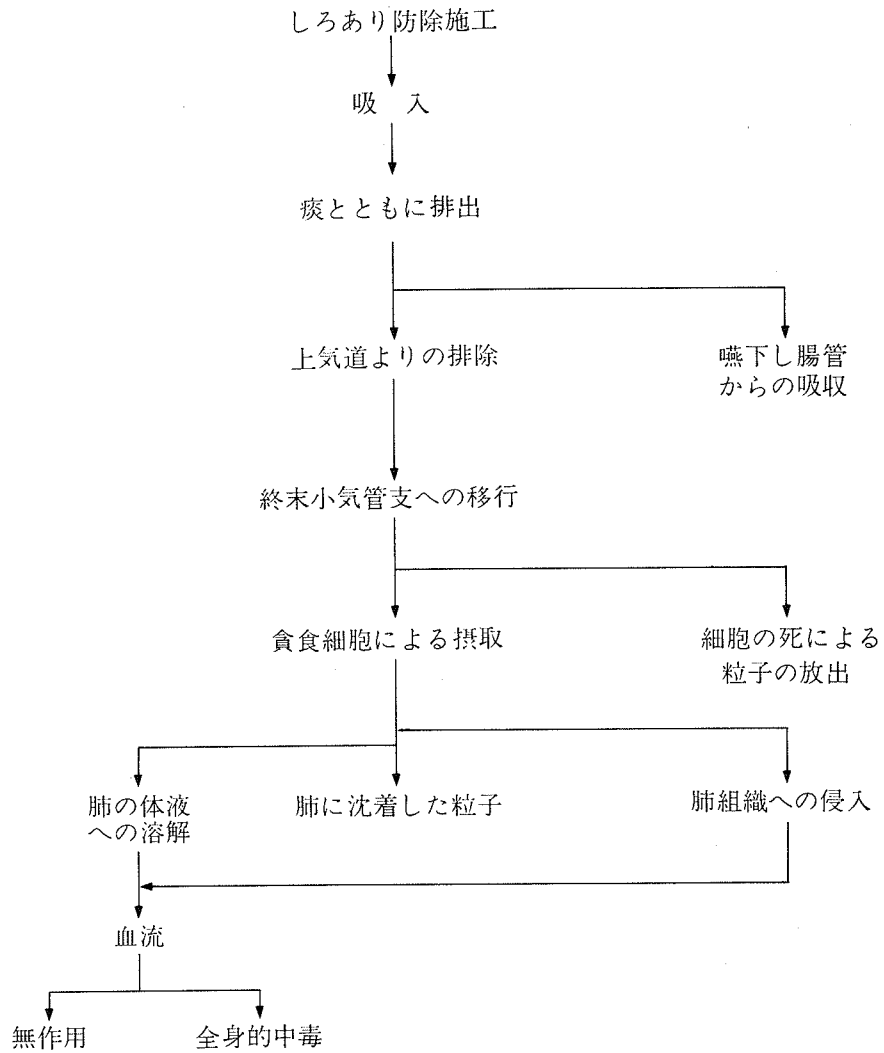 しろあり防除施工
吸　入
痰とともに排出
上気道よりの排除
嚥下し腸管
からの吸収
終末小気管支への移行
貪食細胞による摂取
細胞の死による
粒子の放出
肺の体液
への溶解
肺に沈着した粒子
肺組織への侵入
血流
無作用
全身的中毒